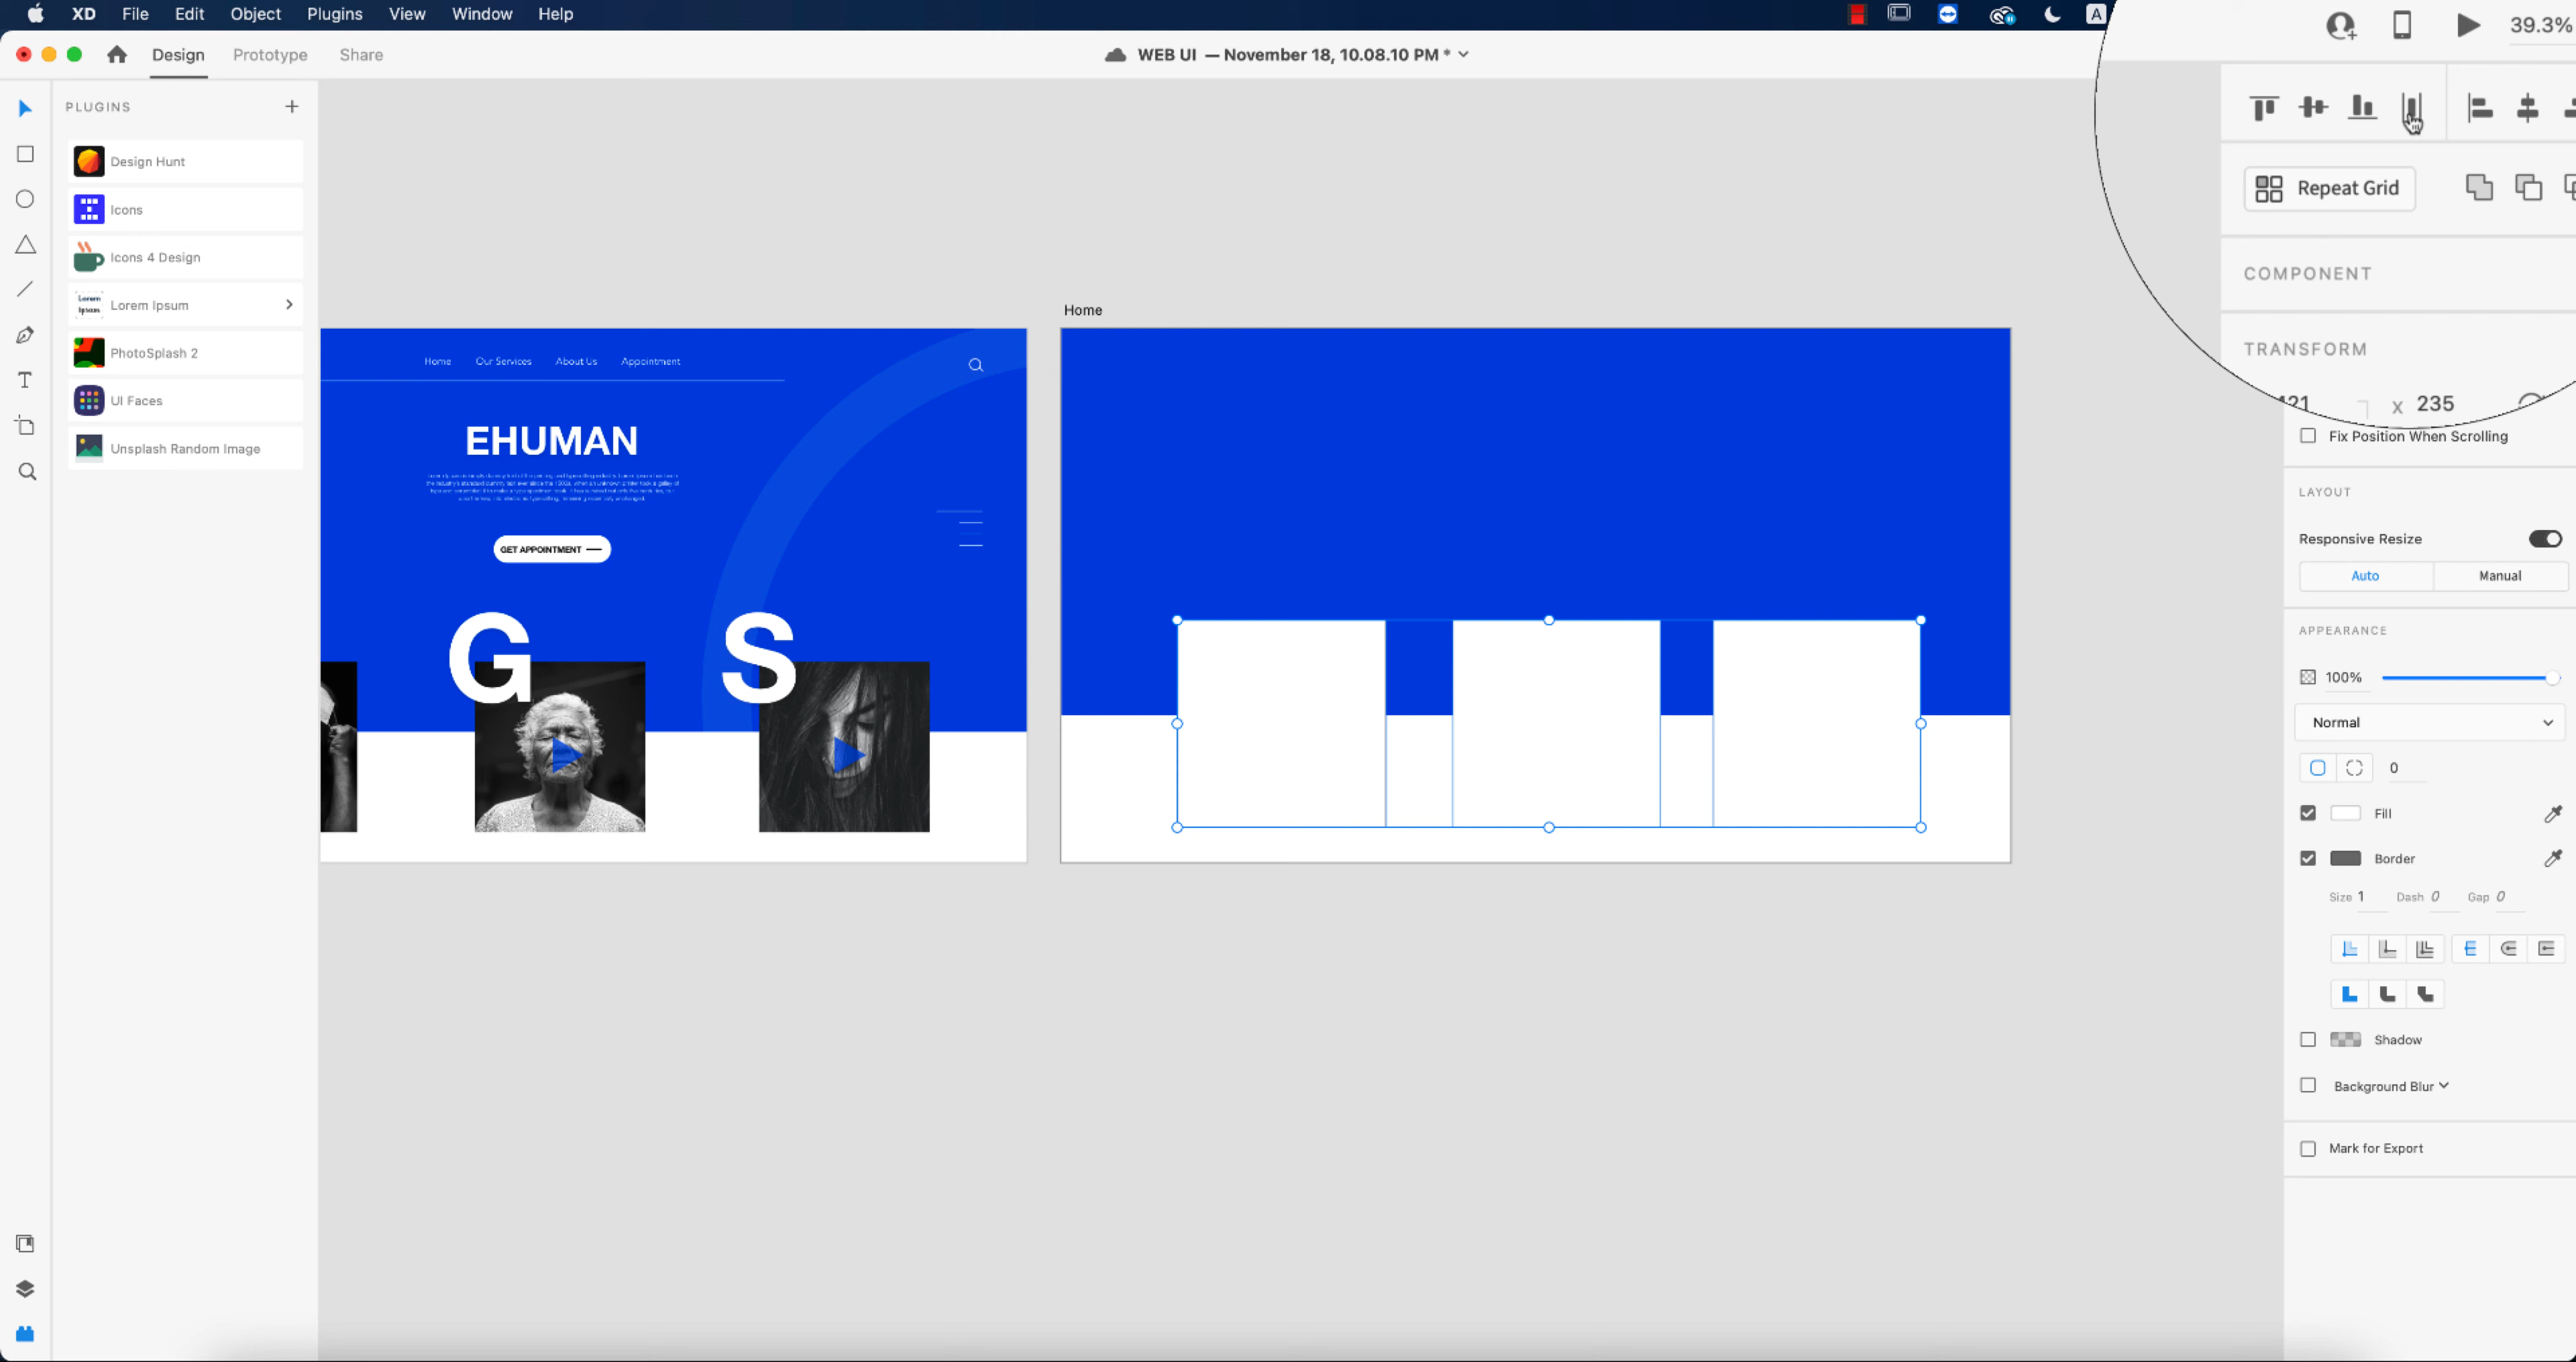 XD File Edit Object Plugins View Window Help
A
39.3%
Design Prototype Share
WEB UI — November 18, 10.08.10 PM *
PLUGINS
Design Hunt
Icons
Icons 4 Design
Lorem Ipsum
Lorem Ipsum
PhotoSplash 2
UI Faces
Unsplash Random Image
Home Our Services About Us Appointment
EHUMAN
GET APPOINTMENT
G S
Home
Repeat Grid
COMPONENT
TRANSFORM
421 x 235
Fix Position When Scrolling
LAYOUT
Responsive Resize
Auto Manual
APPEARANCE
100%
Normal
0
Fill
Border
Size 1 Dash 0 Gap 0
Shadow
Background Blur
Mark for Export